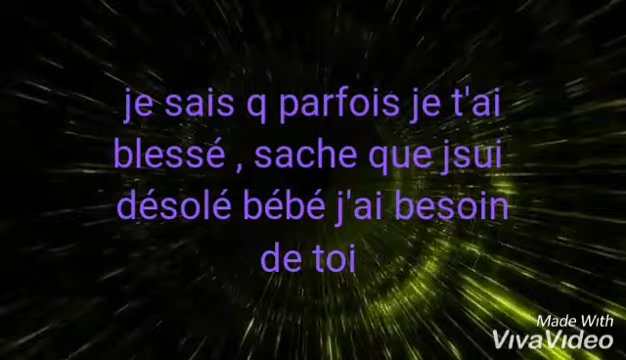 je sais q parfois je t'ai
blessé , sache que jsui
désolé bébé j'ai besoin
de toi
Made With
VivaVideo